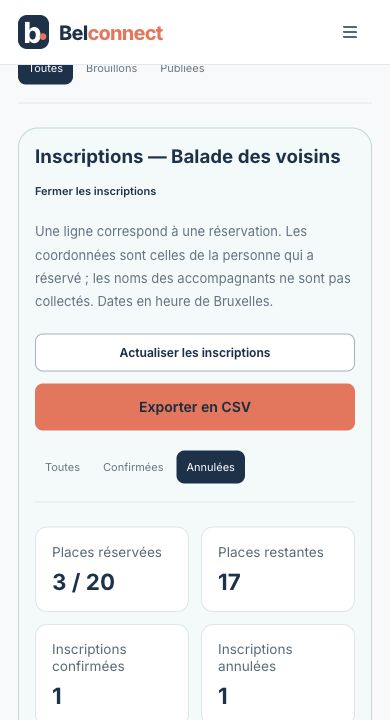 b.
Belconnect
Toutes Brouillons Publiées
Inscriptions — Balade des voisins
Fermer les inscriptions
Une ligne correspond à une réservation. Les
coordonnées sont celles de la personne qui a
réservé ; les noms des accompagnants ne sont pas
collectés. Dates en heure de Bruxelles.
Actualiser les inscriptions
Exporter en CSV
Toutes Confirmées Annulées
Places réservées
3 / 20
Places restantes
17
Inscriptions
confirmées
1
Inscriptions
annulées
1